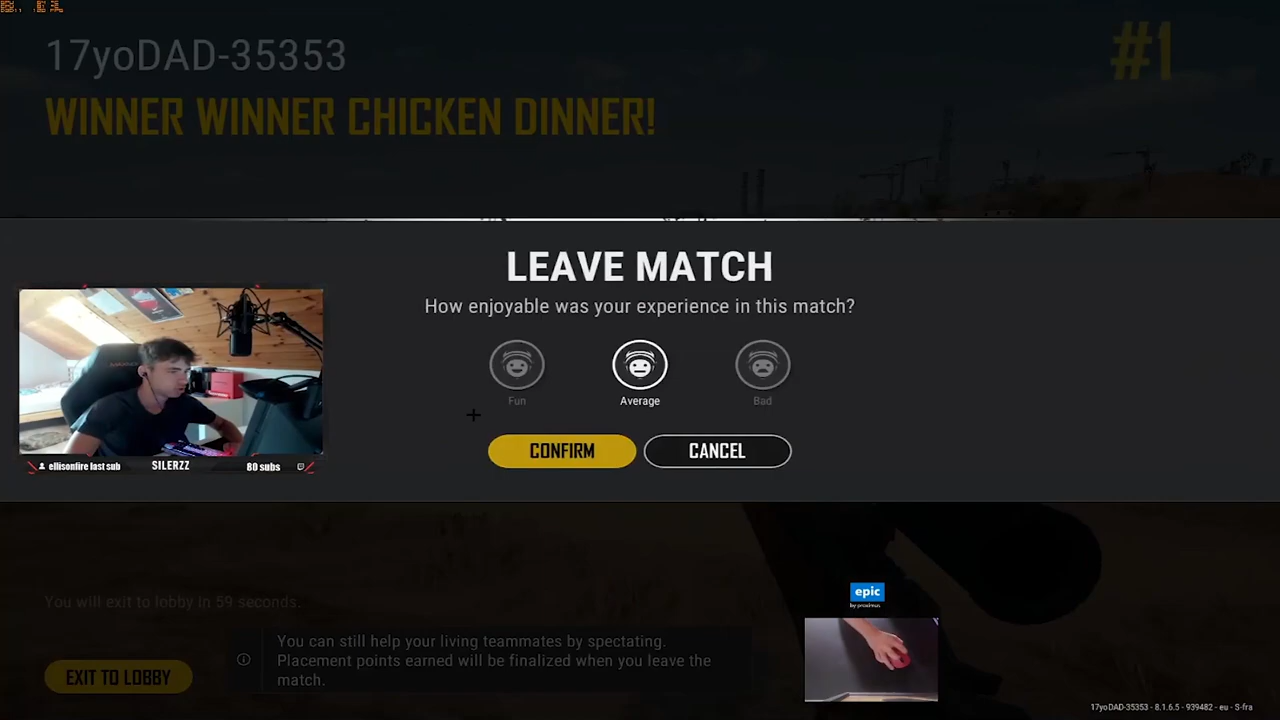 17yoDAD-35353
#1
WINNER WINNER CHICKEN DINNER!
LEAVE MATCH
How enjoyable was your experience in this match?
Fun
Average
Bad
CONFIRM
CANCEL
ellisonfire last sub
SILERZZ
80 subs
You will exit to lobby in 59 seconds.
epic
by proximus
You can still help your living teammates by spectating.
Placement points earned will be finalized when you leave the
match.
EXIT TO LOBBY
17yoDAD-35353 - 8.1.6.5 - 939482 - eu - S-fra